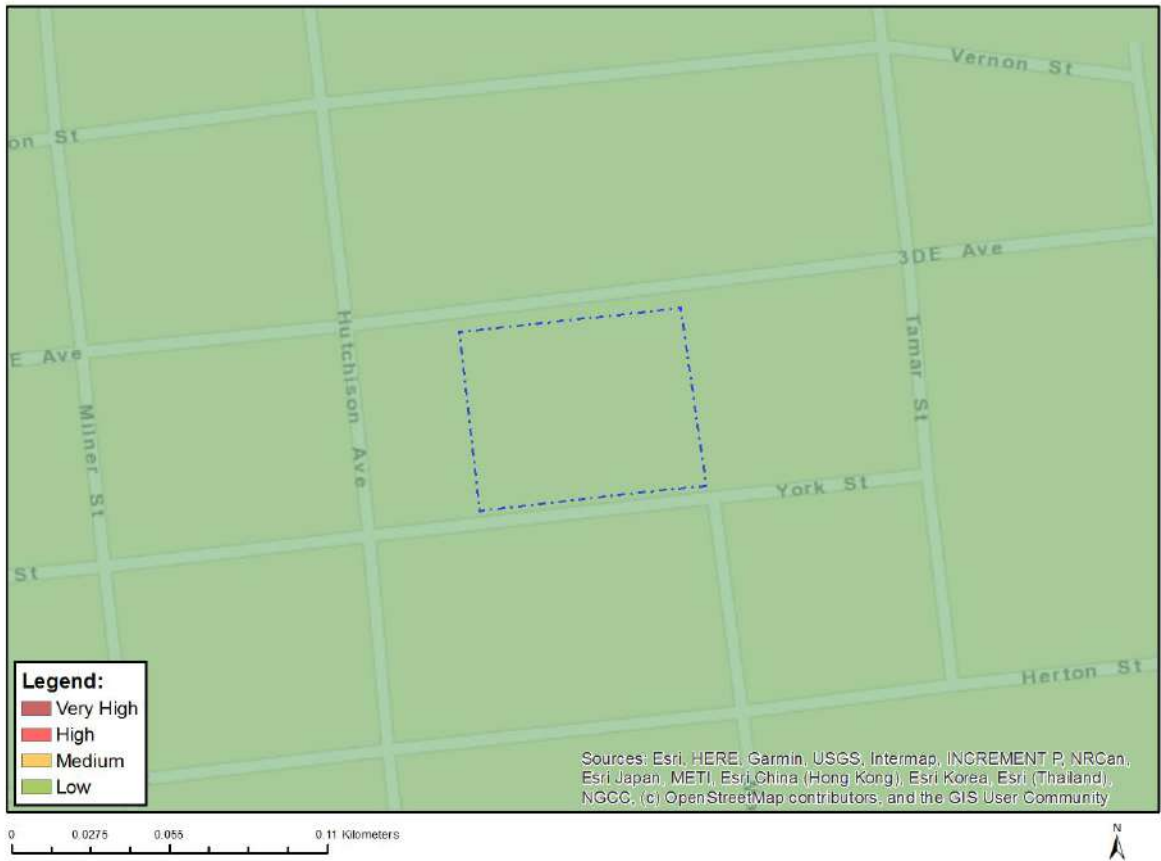 Vernon St
on St
3DE Ave
E Ave
Hutchison Ave
Tamar St
Milner St
York St
St
Herton St
Legend:
Very High
High
Medium
Low
Sources: Esri, HERE, Garmin, USGS, Intermap, INCREMENT P, NRCan,
Esri Japan, METI, Esri China (Hong Kong), Esri Korea, Esri (Thailand),
NGCC, (c) OpenStreetMap contributors, and the GIS User Community
0 0.0275 0.055 0.11 Kilometers
N